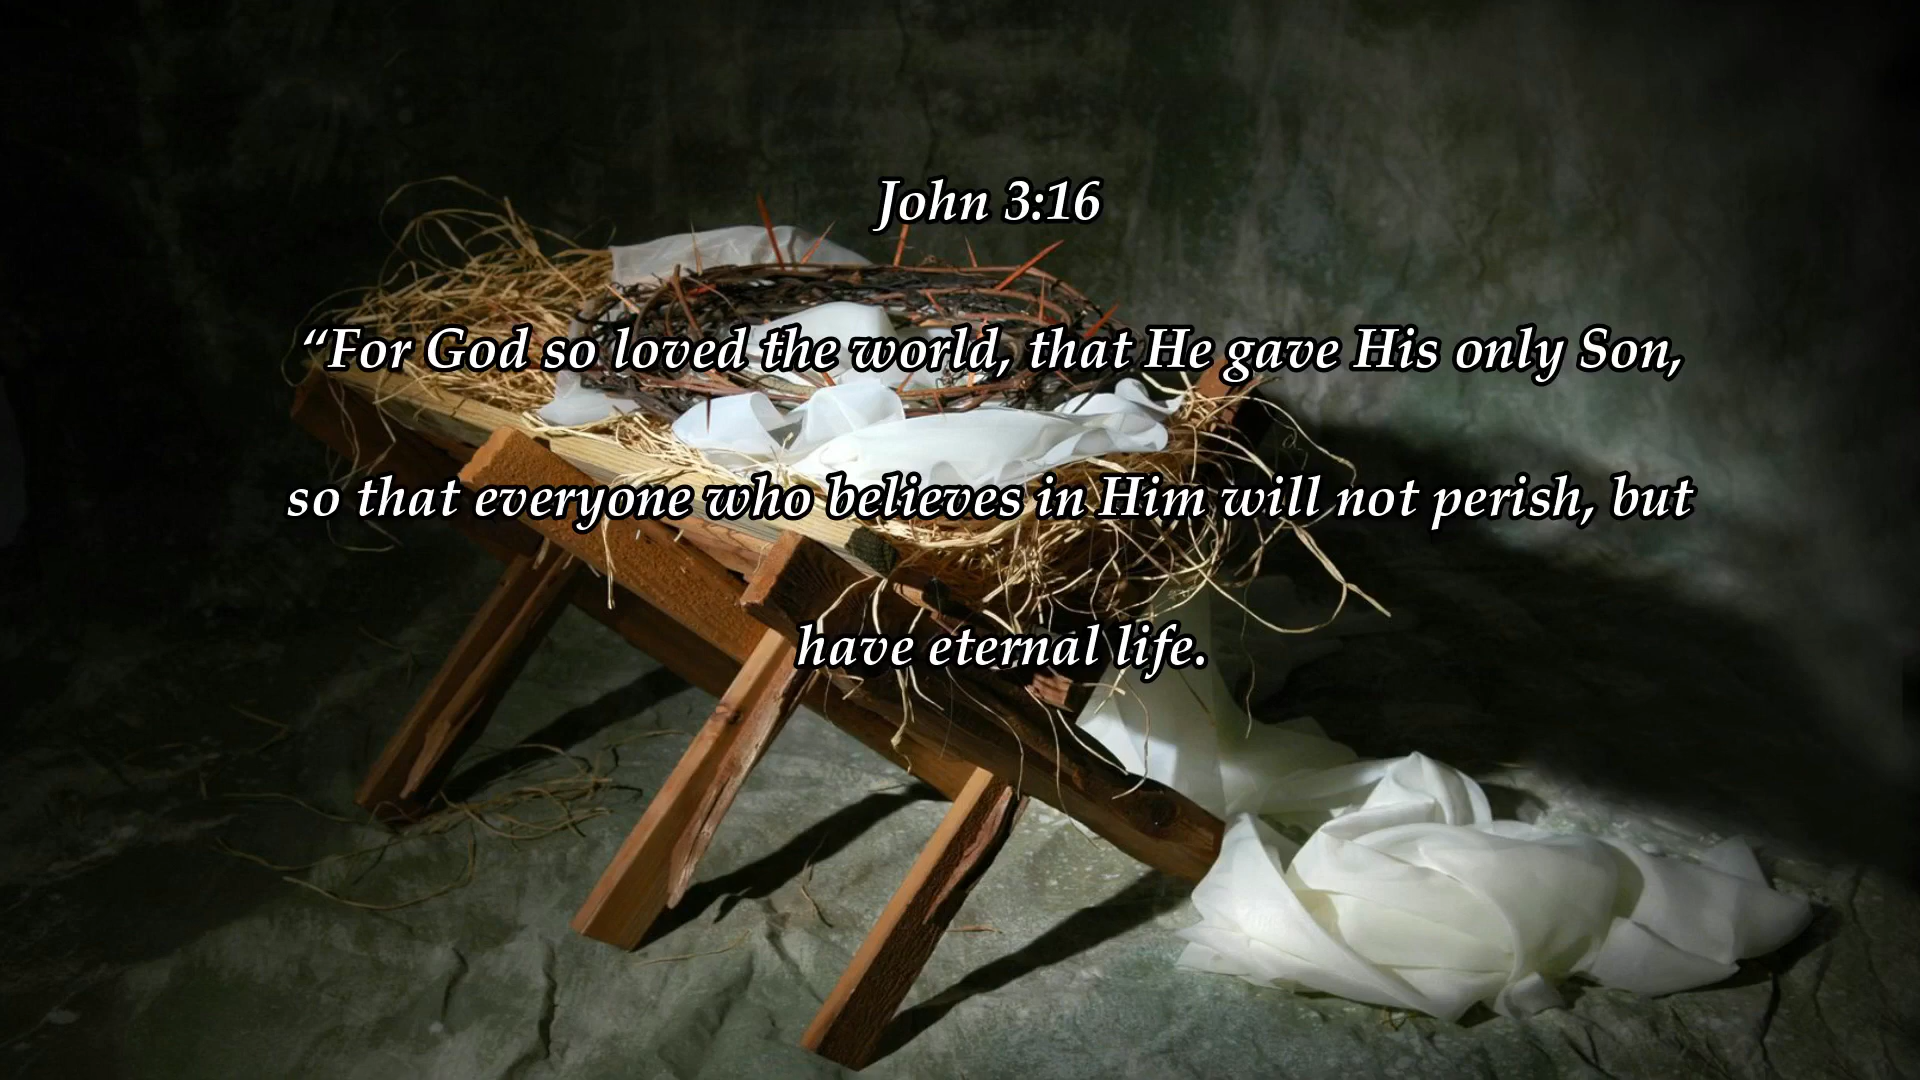 John 3:16
“For God so loved the world, that He gave His only Son,
so that everyone who believes in Him will not perish, but
have eternal life.